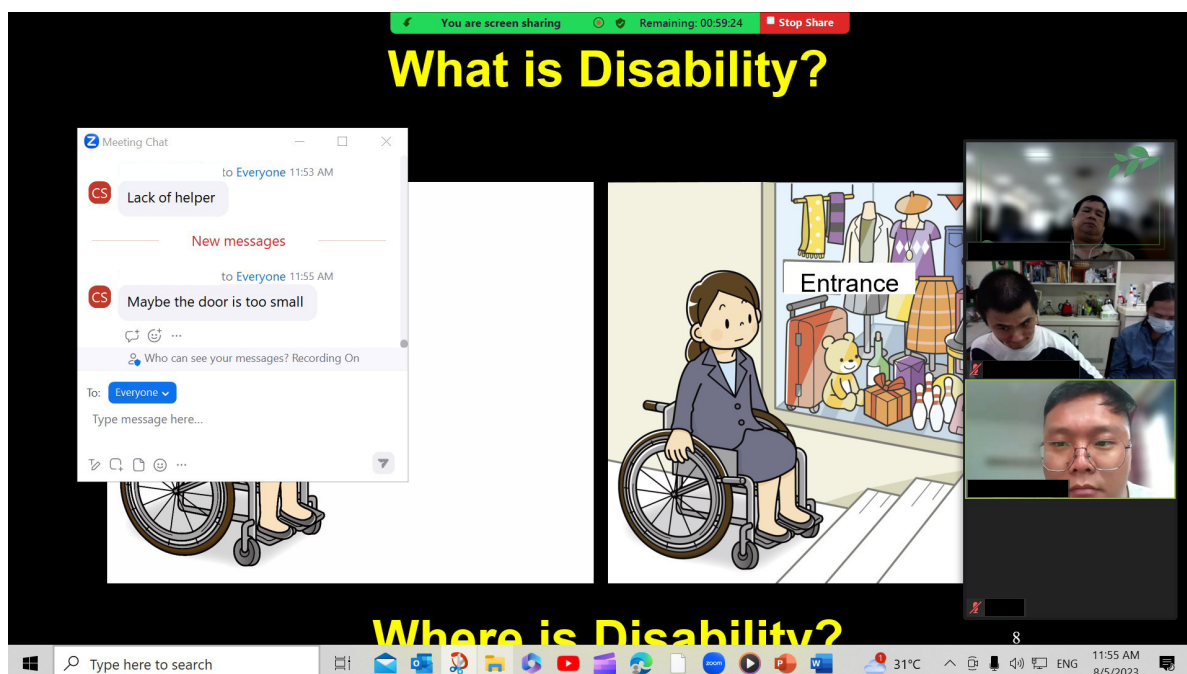 You are screen sharing
Remaining: 00:59:24
Stop Share
What is Disability?
Meeting Chat
to Everyone 11:53 AM
CS
Lack of helper
New messages
to Everyone 11:55 AM
CS
Maybe the door is too small
Who can see your messages? Recording On
To: Everyone
Type message here...
Entrance
Where is Disability?
8
Type here to search
zoom
31°C
ENG
11:55 AM
8/5/2023